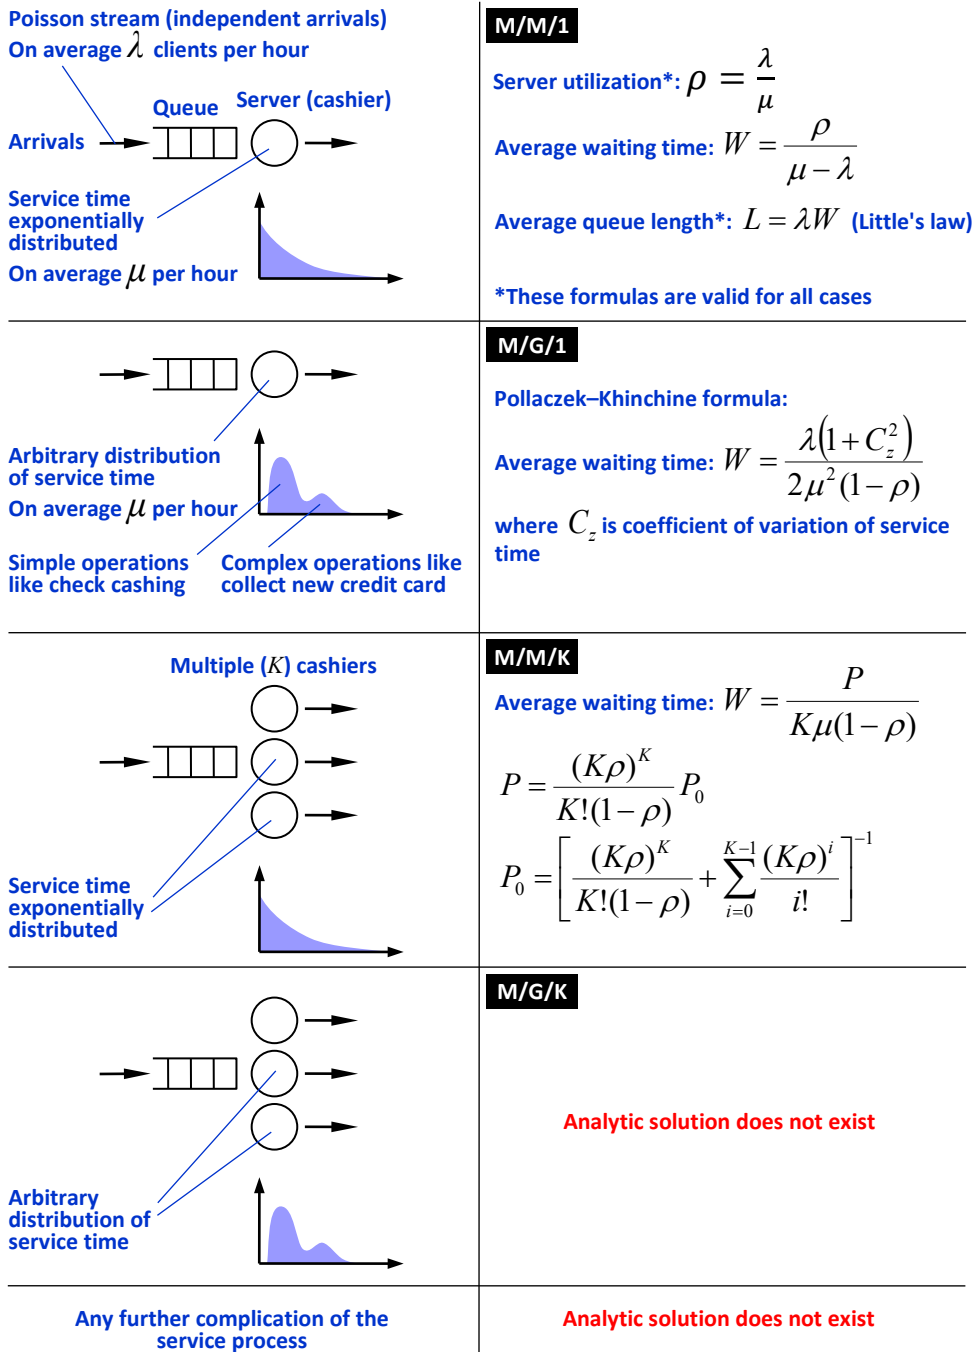 Poisson stream (independent arrivals)
On average λ clients per hour
Queue
Server (cashier)
Arrivals
Service time
exponentially
distributed
On average μ per hour
M/M/1
Server utilization*: ρ = λ/μ
Average waiting time: W = ρ/(μ − λ)
Average queue length*: L = λW (Little's law)
*These formulas are valid for all cases
Arbitrary distribution
of service time
On average μ per hour
Simple operations
like check cashing
Complex operations like
collect new credit card
M/G/1
Pollaczek–Khinchine formula:
Average waiting time: W = λ(1 + C_z^2)/(2μ^2(1 − ρ))
where C_z is coefficient of variation of service
time
Multiple (K) cashiers
Service time
exponentially
distributed
M/M/K
Average waiting time: W = P/(Kμ(1 − ρ))
P = (Kρ)^K/(K!(1 − ρ)) P_0
P_0 = [(Kρ)^K/(K!(1 − ρ)) + ∑_{i=0}^{K−1} (Kρ)^i/i!]^{−1}
Arbitrary
distribution of
service time
M/G/K
Analytic solution does not exist
Any further complication of the
service process
Analytic solution does not exist